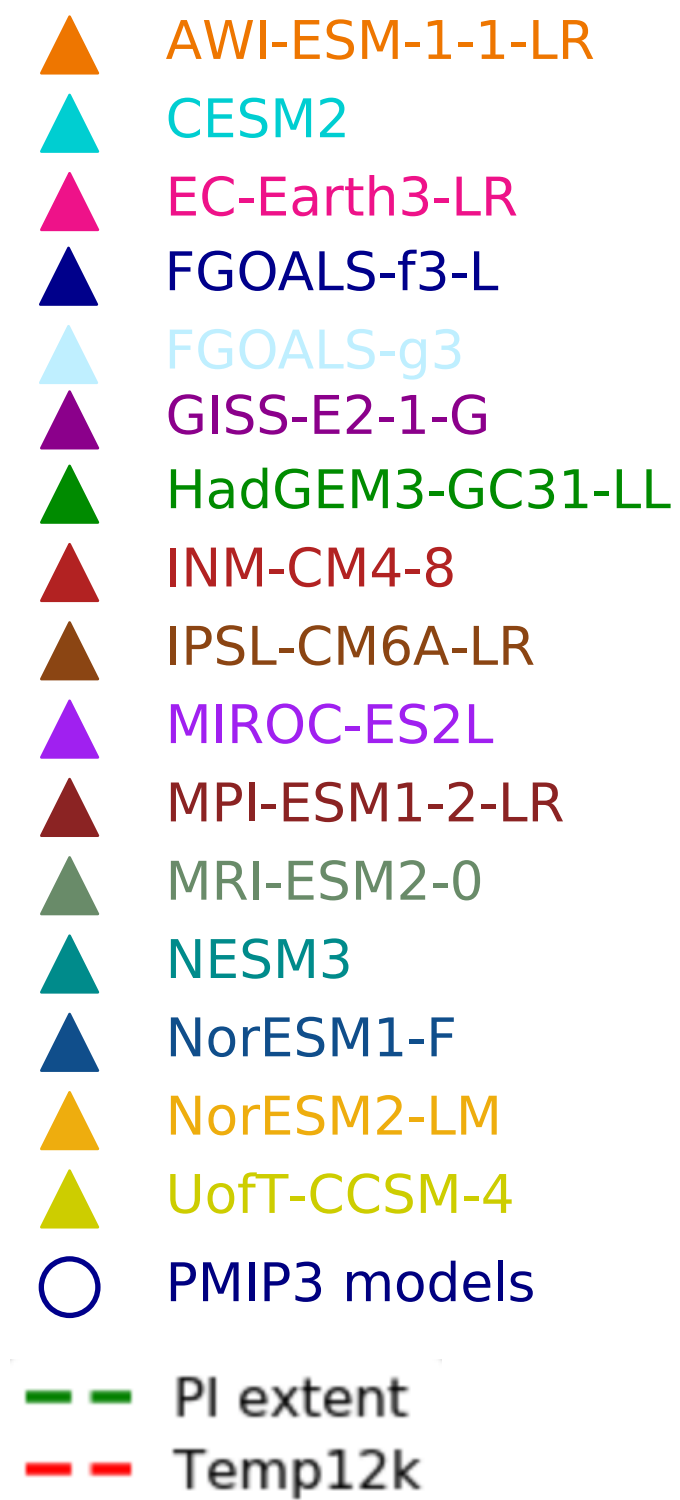 AWI-ESM-1-1-LR
CESM2
EC-Earth3-LR
FGOALS-f3-L
FGOALS-g3
GISS-E2-1-G
HadGEM3-GC31-LL
INM-CM4-8
IPSL-CM6A-LR
MIROC-ES2L
MPI-ESM1-2-LR
MRI-ESM2-0
NESM3
NorESM1-F
NorESM2-LM
UofT-CCSM-4
PMIP3 models
PI extent
Temp12k